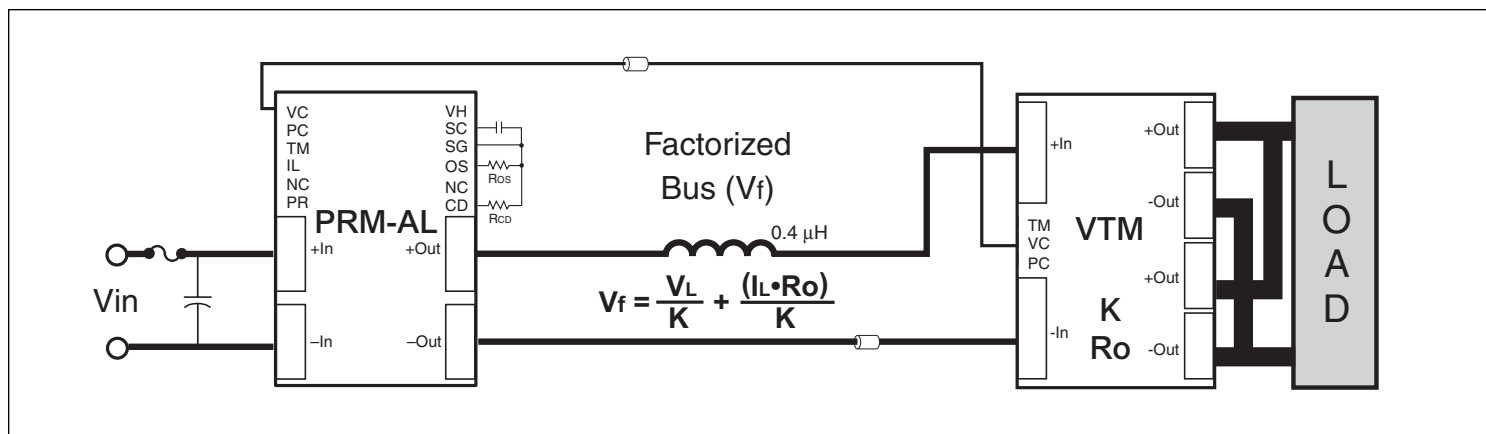 VC
PC
TM
IL
NC
PR
VH
SC
SG
OS
NC
CD
ROS
RCD
PRM-AL
+In
–In
+Out
–Out
Vin
Factorized
Bus (Vf)
0.4 µH
Vf = VL/K + (IL•Ro)/K
+In
TM
VC
PC
-In
VTM
K
Ro
+Out
-Out
+Out
-Out
LOAD